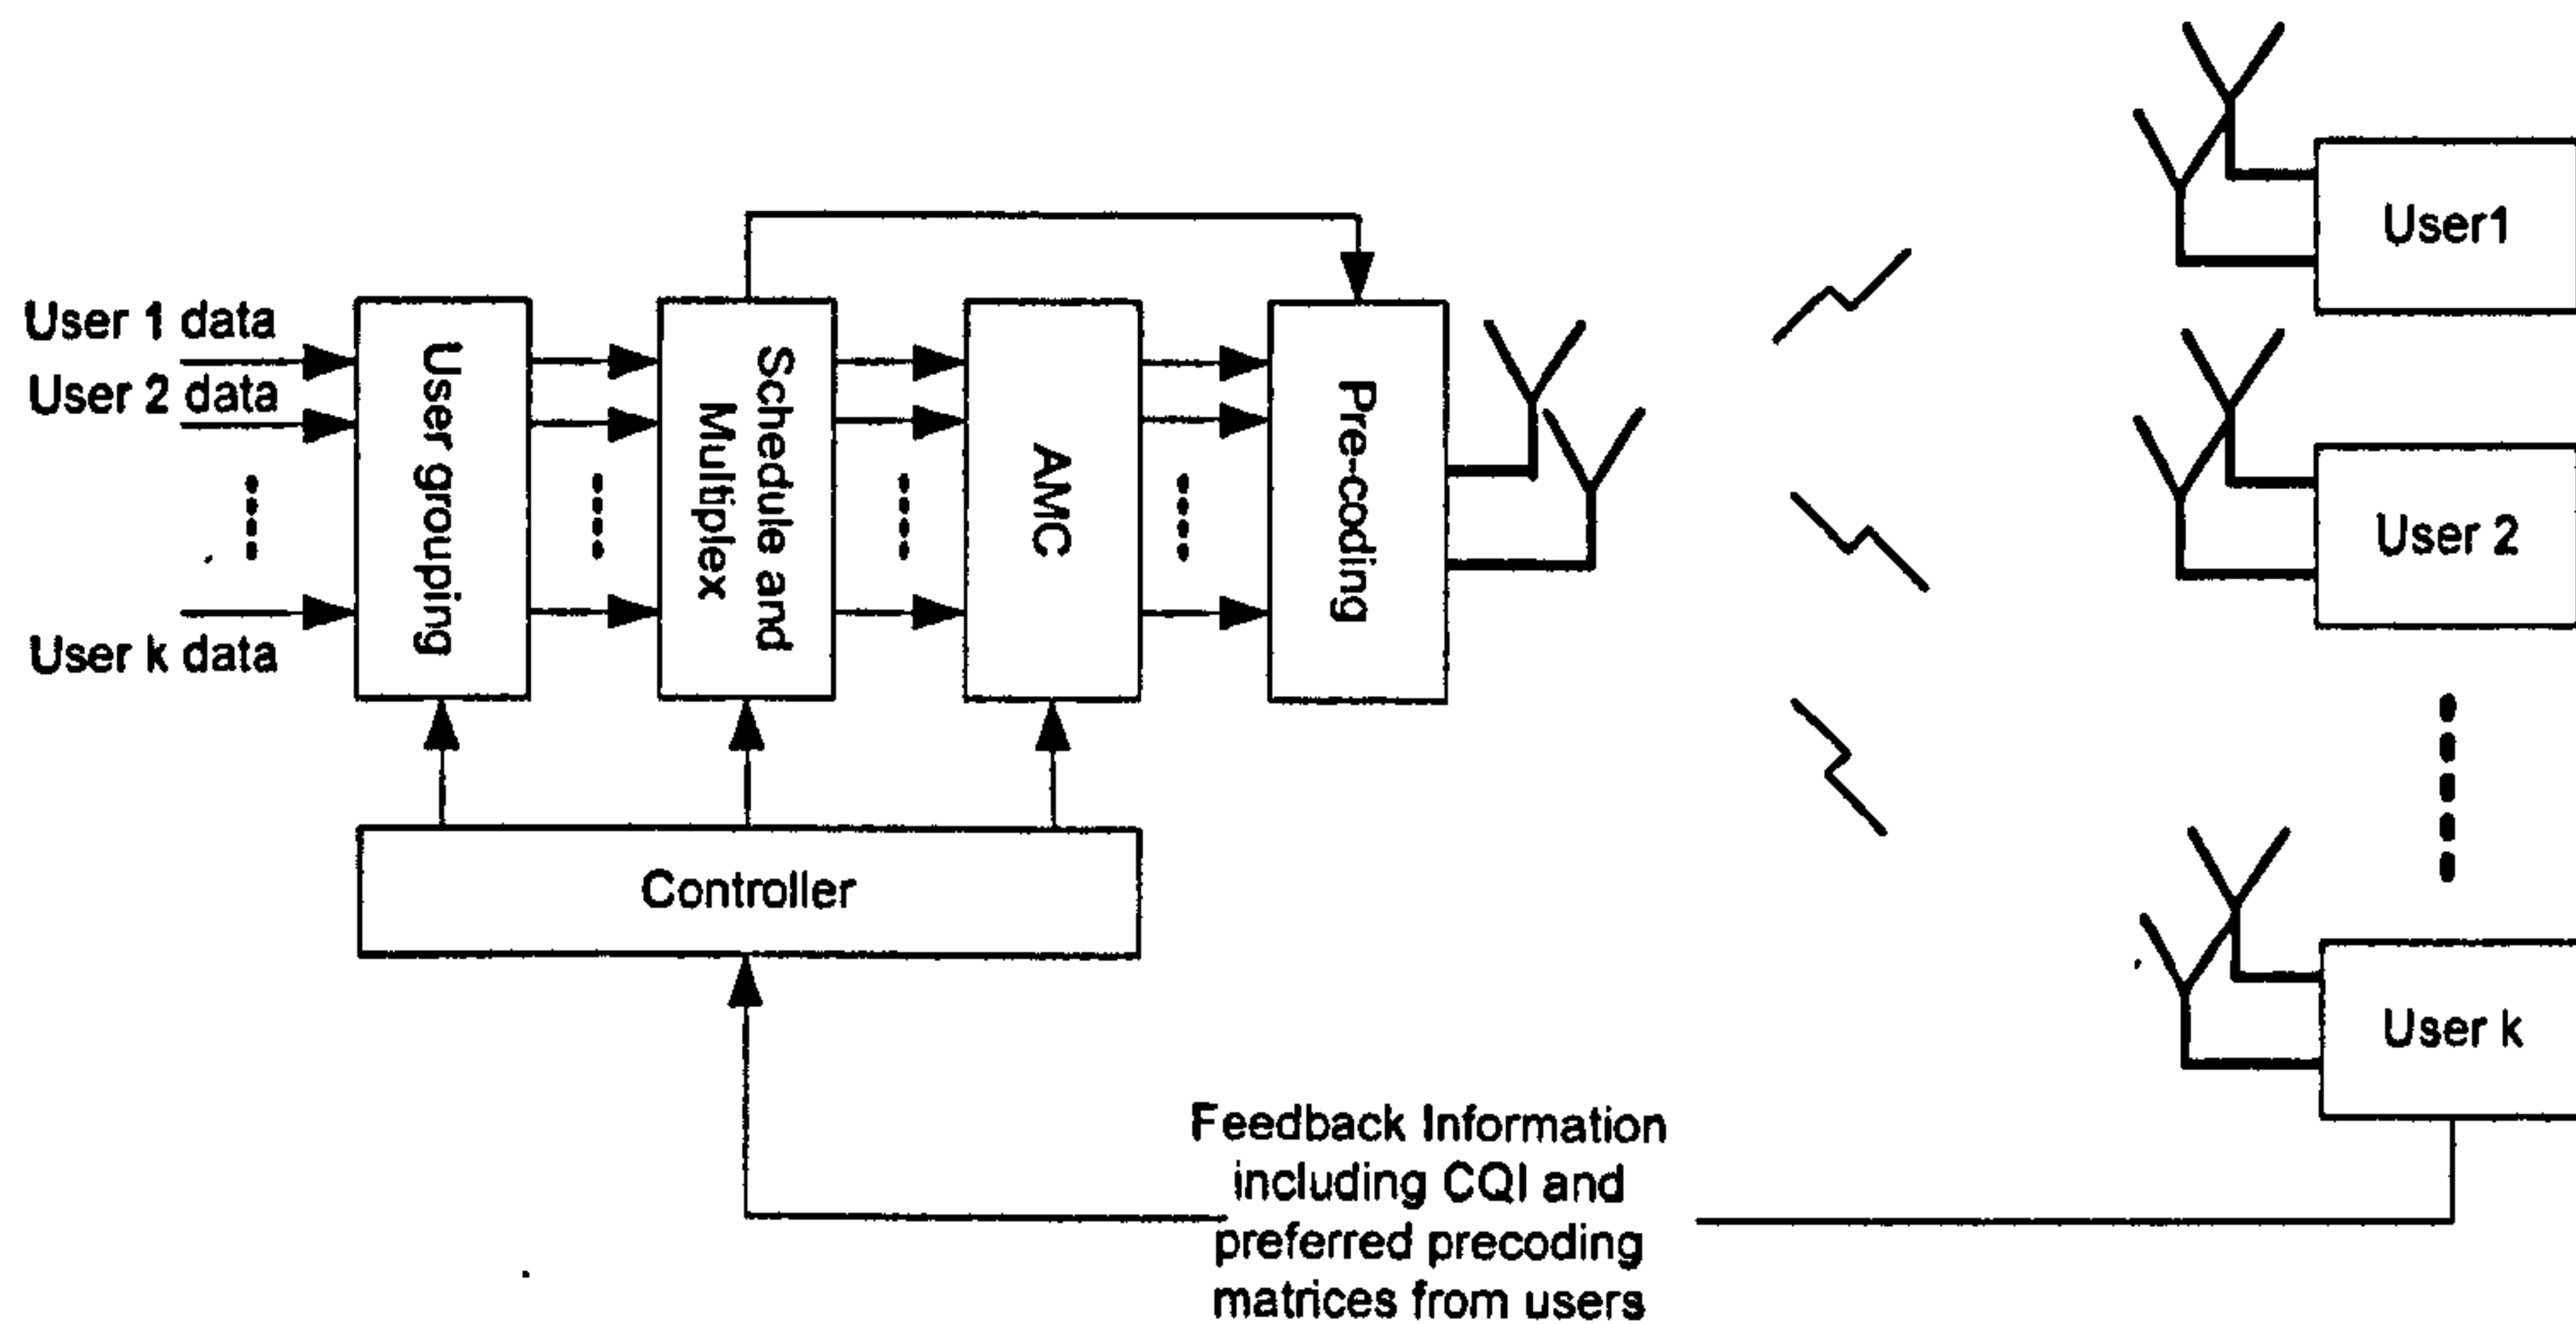 User 1 data
User 2 data
User k data
User grouping
Schedule and
Multiplex
AMC
Pre-coding
Controller
User1
User 2
User k
Feedback Information
including CQI and
preferred precoding
matrices from users